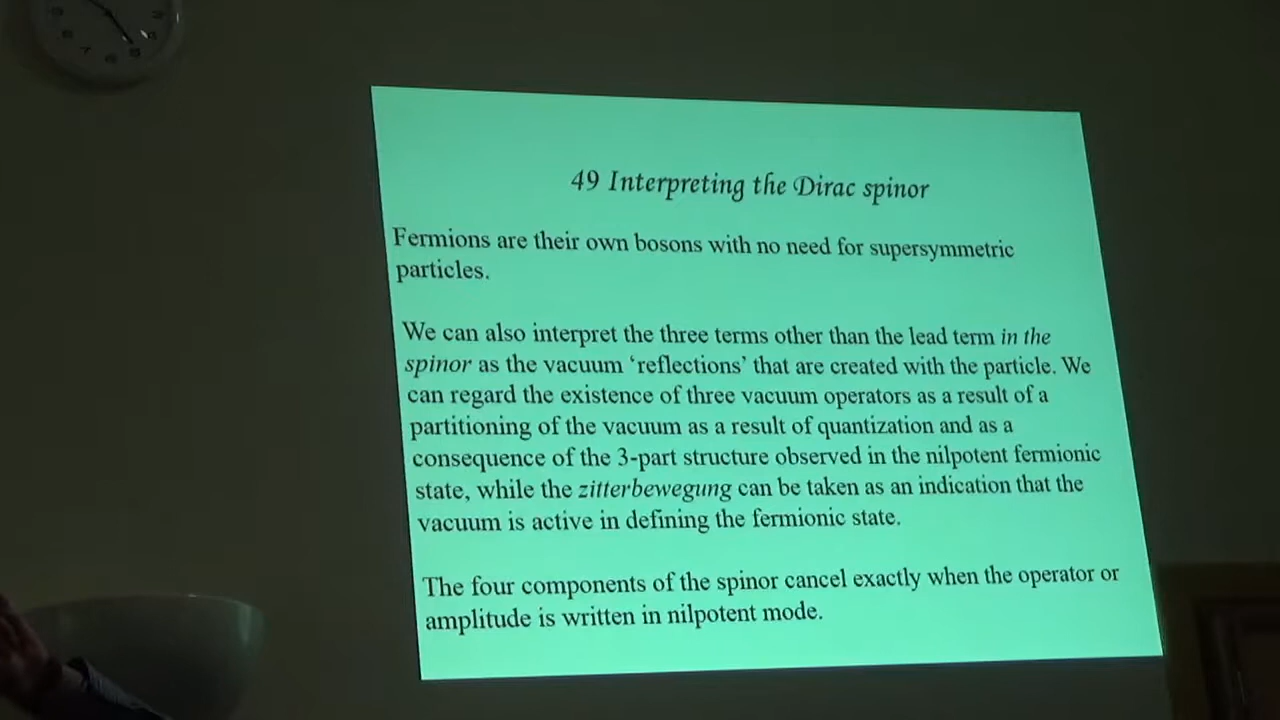 49 Interpreting the Dirac spinor
Fermions are their own bosons with no need for supersymmetric
particles.
We can also interpret the three terms other than the lead term in the
spinor as the vacuum ‘reflections’ that are created with the particle. We
can regard the existence of three vacuum operators as a result of a
partitioning of the vacuum as a result of quantization and as a
consequence of the 3-part structure observed in the nilpotent fermionic
state, while the zitterbewegung can be taken as an indication that the
vacuum is active in defining the fermionic state.
The four components of the spinor cancel exactly when the operator or
amplitude is written in nilpotent mode.